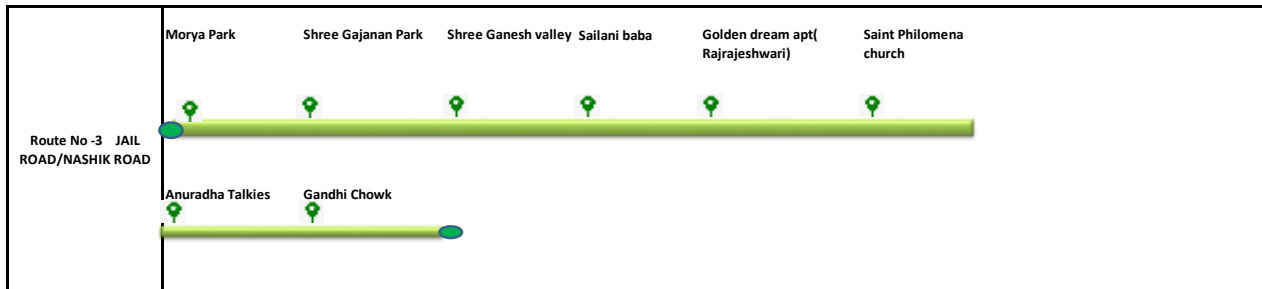 Morya Park Shree Gajanan Park Shree Ganesh valley Sailani baba Golden dream apt( Saint Philomena
Rajrajeshwari) church
Route No -3 JAIL
ROAD/NASHIK ROAD
Anuradha Talkies Gandhi Chowk